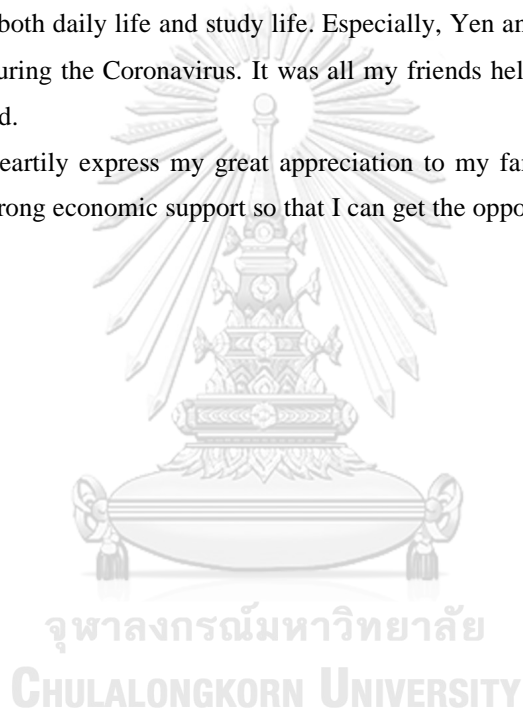 both daily life and study life. Especially, Yen an
uring the Coronavirus. It was all my friends hel
d.
eartily express my great appreciation to my fa
rong economic support so that I can get the oppo
จุฬาลงกรณ์มหาวิทยาลัย
CHULALONGKORN UNIVERSITY